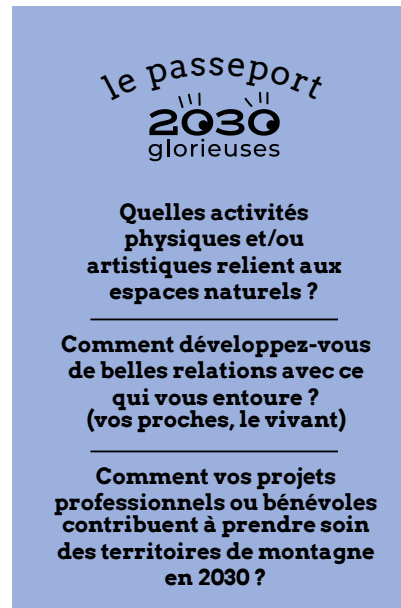 le passeport
2030
glorieuses
Quelles activités
physiques et/ou
artistiques relient aux
espaces naturels ?
Comment développez-vous
de belles relations avec ce
qui vous entoure ?
(vos proches, le vivant)
Comment vos projets
professionnels ou bénévoles
contribuent à prendre soin
des territoires de montagne
en 2030 ?